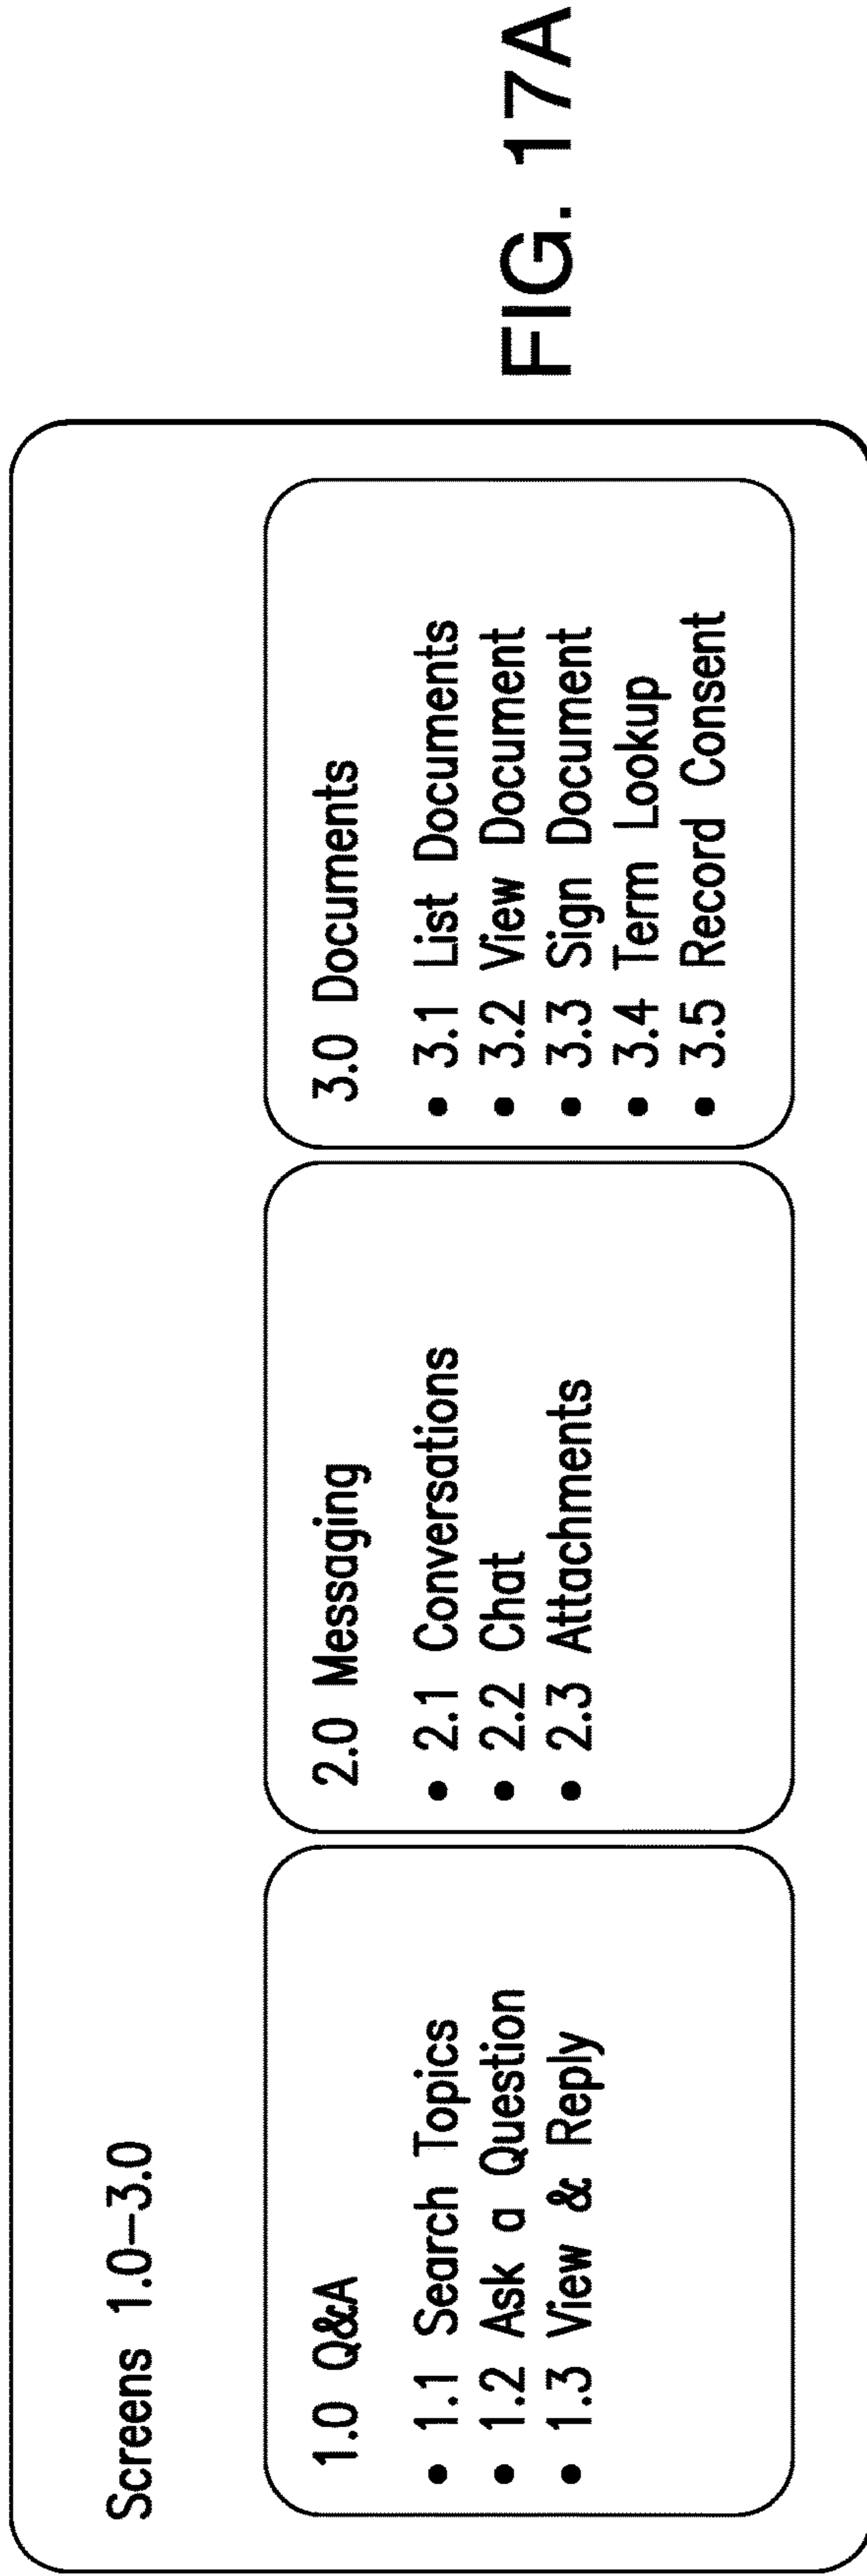 Screens 1.0–3.0
1.0 Q&A
• 1.1 Search Topics
• 1.2 Ask a Question
• 1.3 View & Reply
2.0 Messaging
• 2.1 Conversations
• 2.2 Chat
• 2.3 Attachments
3.0 Documents
• 3.1 List Documents
• 3.2 View Document
• 3.3 Sign Document
• 3.4 Term Lookup
• 3.5 Record Consent
FIG. 17A